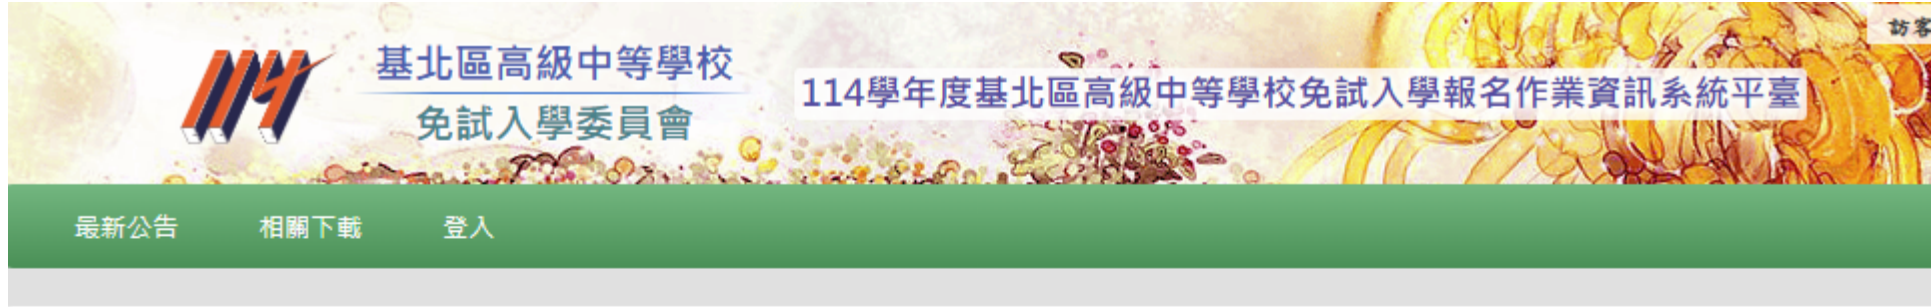 訪客
114
基北區高級中等學校
免試入學委員會
114學年度基北區高級中等學校免試入學報名作業資訊系統平臺
最新公告 相關下載 登入